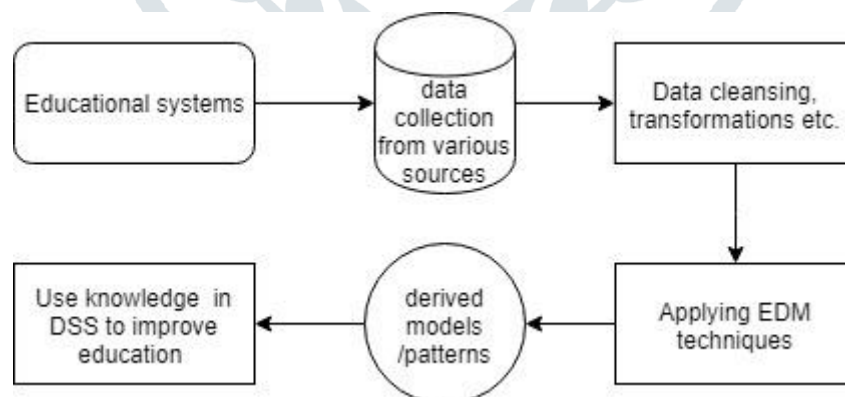 Educational systems
data
collection
from various
sources
Data cleansing,
transformations etc.
Applying EDM
techniques
derived
models
/patterns
Use knowledge in
DSS to improve
education